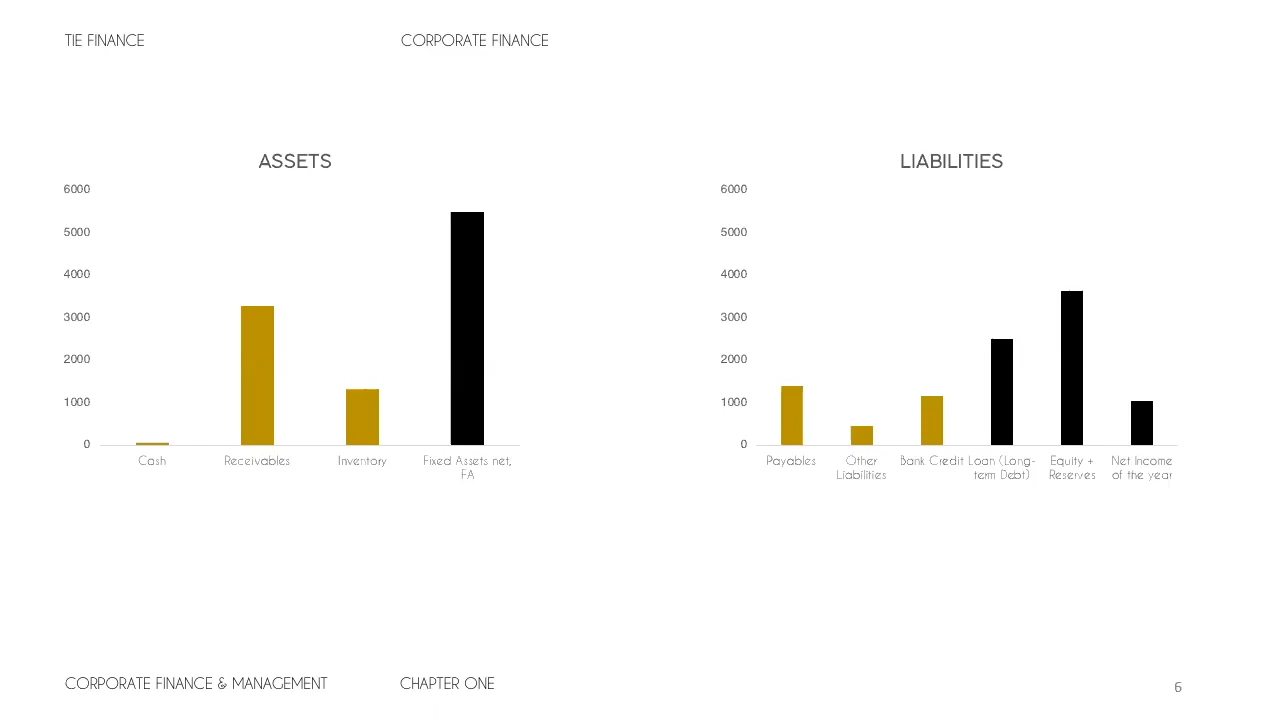 TIE FINANCE
CORPORATE FINANCE
ASSETS
6000
5000
4000
3000
2000
1000
0
Cash
Receivables
Inventory
Fixed Assets net,
FA
LIABILITIES
6000
5000
4000
3000
2000
1000
0
Payables
Other
Liabilities
Bank Credit
Loan (Long-
term Debt)
Equity +
Reserves
Net Income
of the year
CORPORATE FINANCE & MANAGEMENT
CHAPTER ONE
6